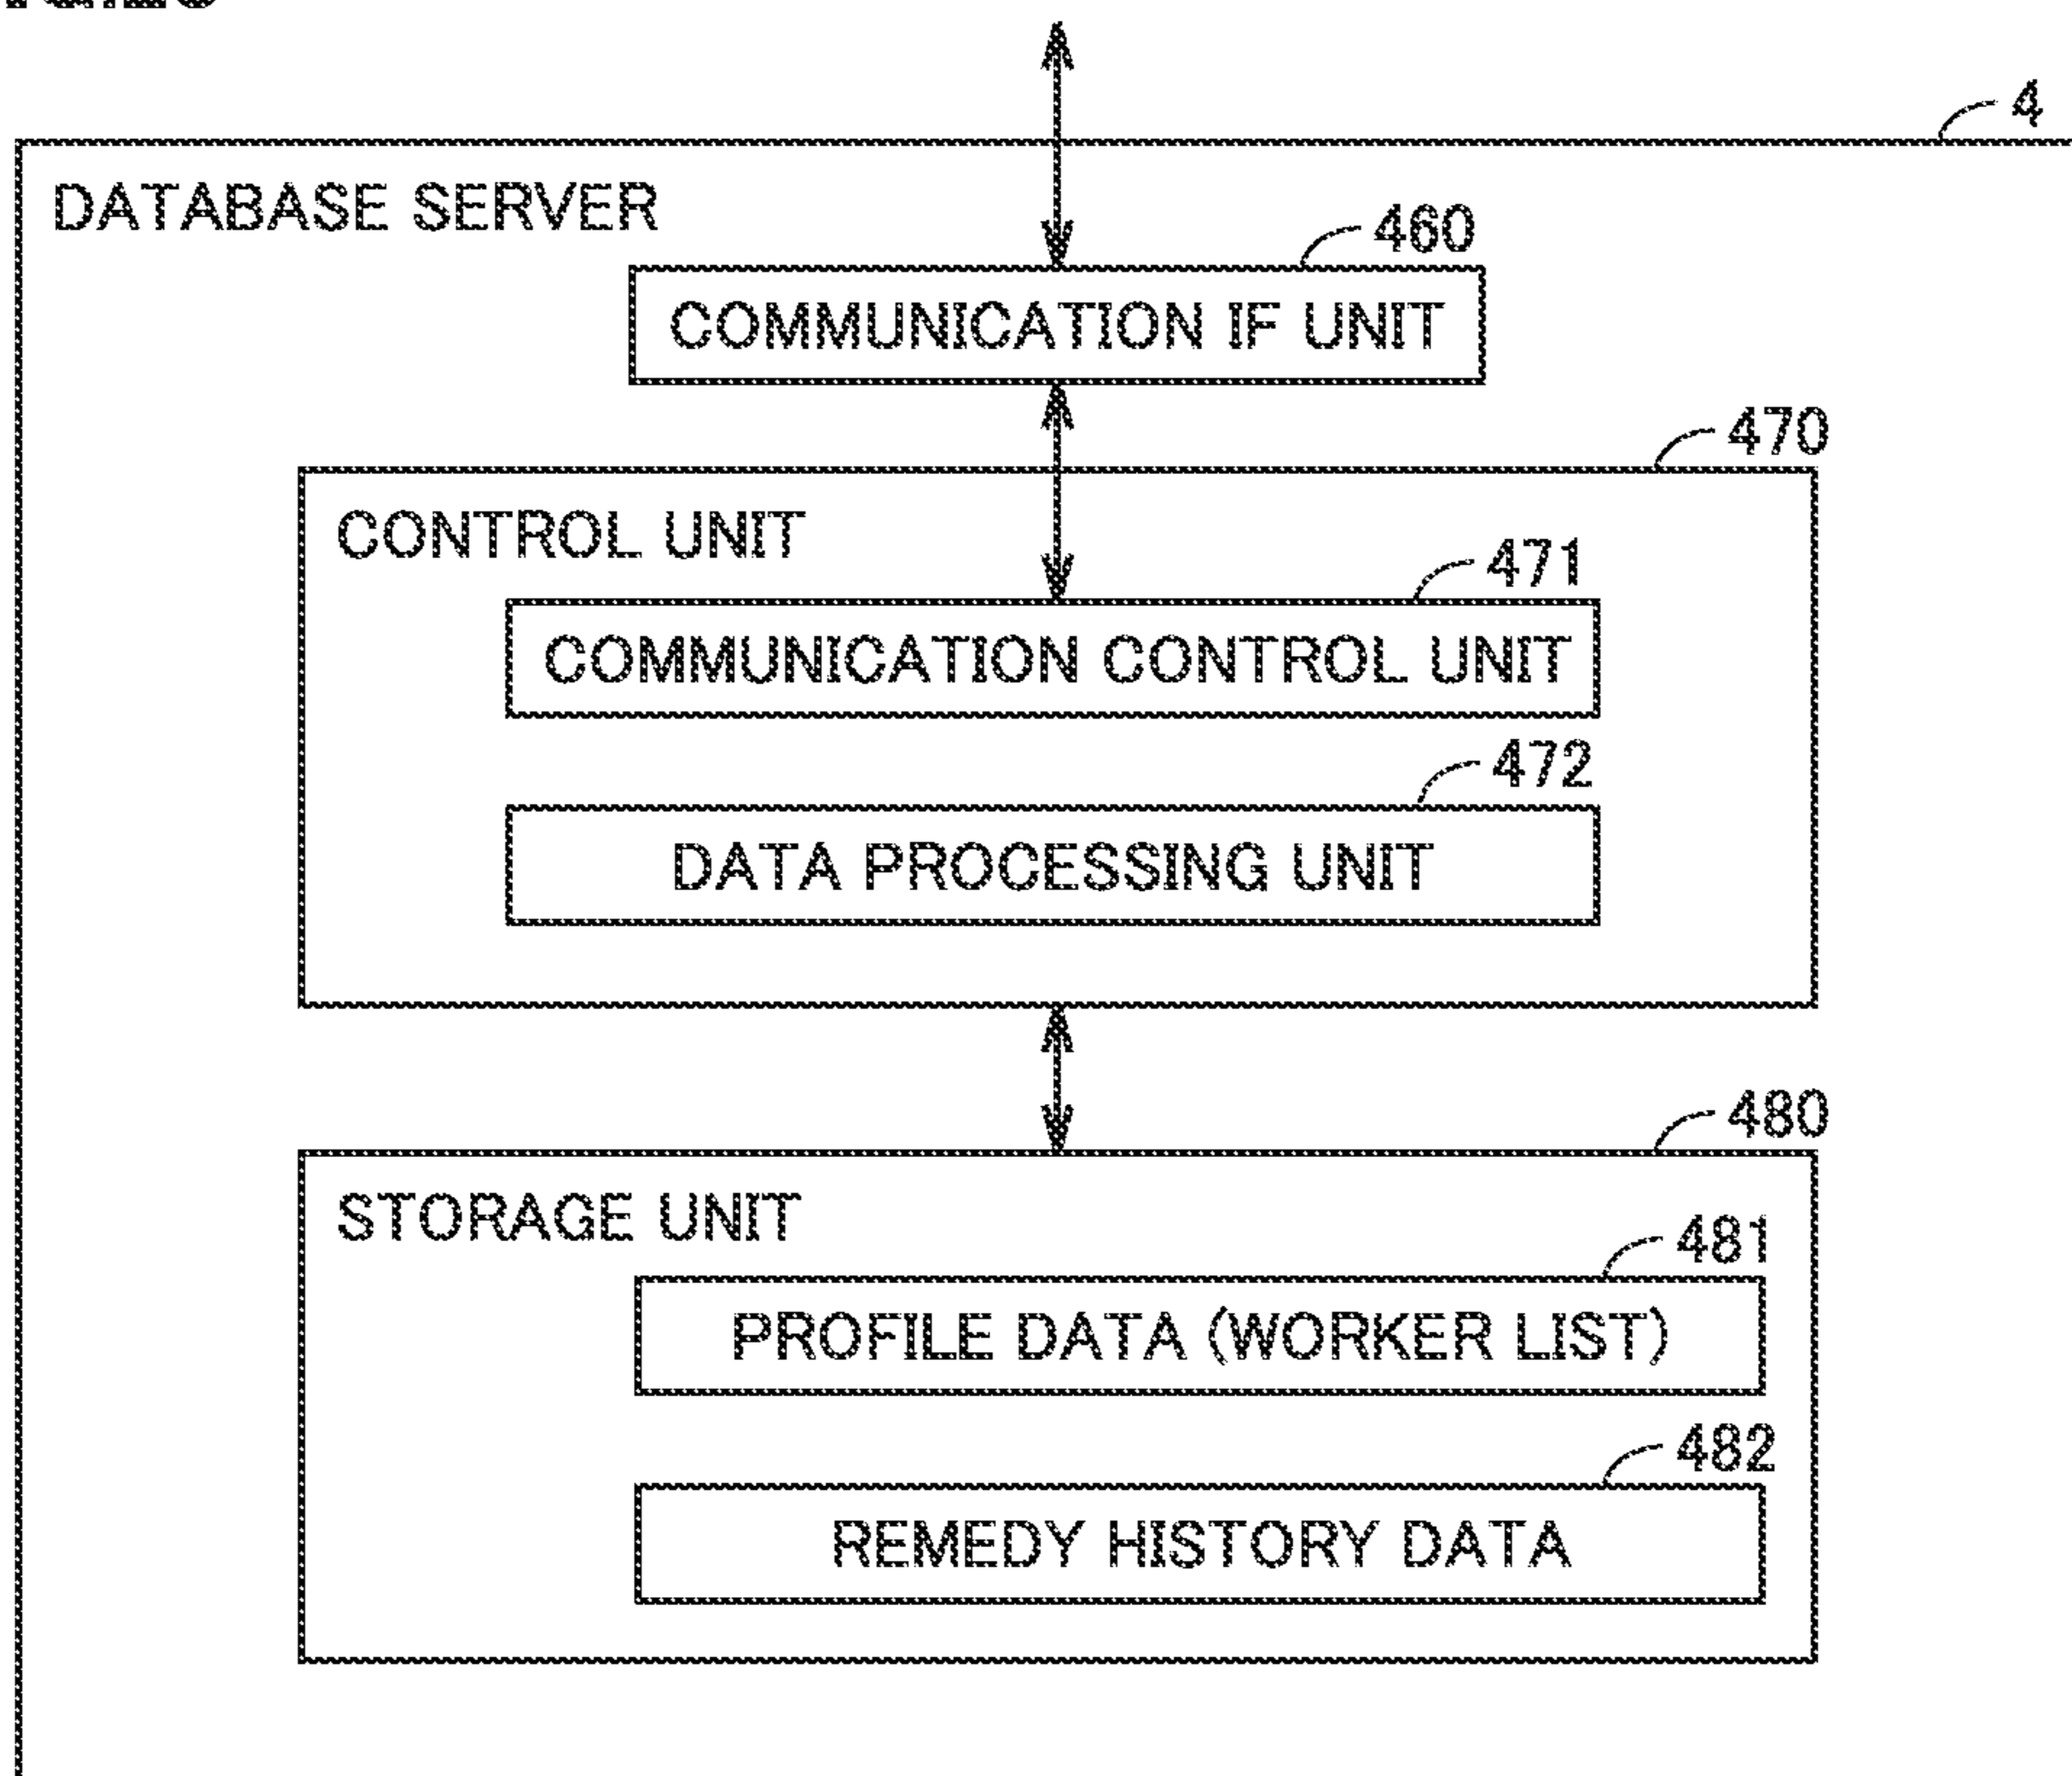 4
DATABASE SERVER
460
COMMUNICATION IF UNIT
470
CONTROL UNIT
471
COMMUNICATION CONTROL UNIT
472
DATA PROCESSING UNIT
480
STORAGE UNIT
481
PROFILE DATA (WORKER LIST)
482
REMEDY HISTORY DATA